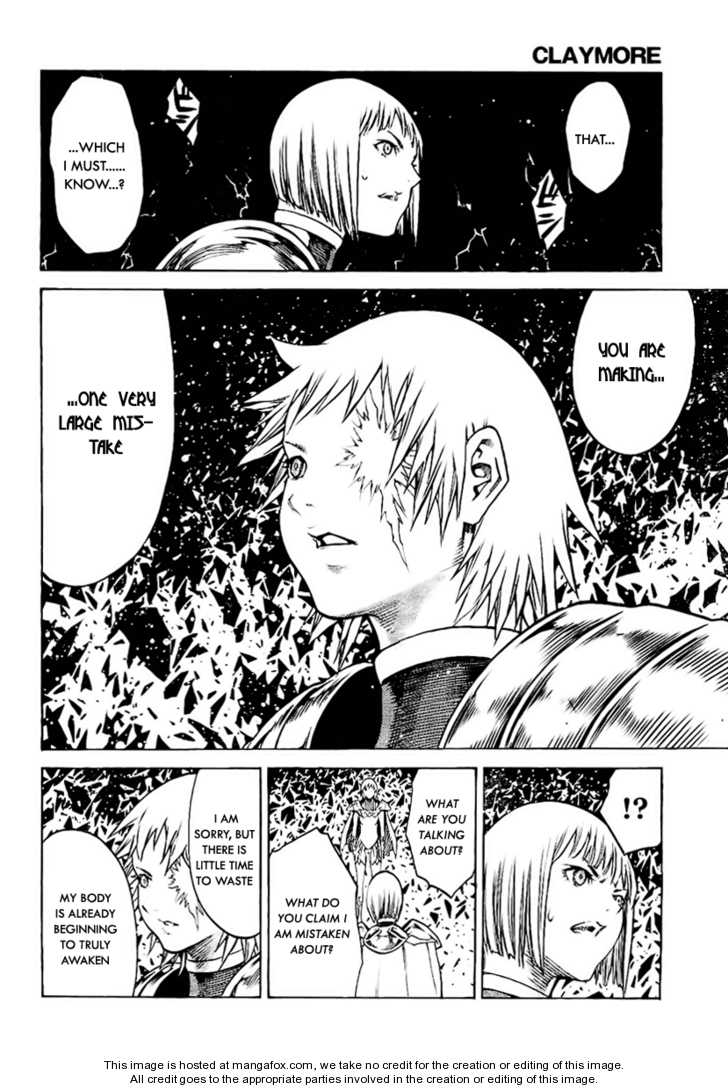 CLAYMORE
THAT...
...WHICH
I MUST......
KNOW...?
ビ
ビ
YOU ARE
MAKING...
...ONE VERY
LARGE MIS-
TAKE
!?
WHAT
ARE YOU
TALKING
ABOUT?
WHAT DO
YOU CLAIM I
AM MISTAKEN
ABOUT?
I AM
SORRY, BUT
THERE IS
LITTLE TIME
TO WASTE
MY BODY
IS ALREADY
BEGINNING
TO TRULY
AWAKEN
This image is hosted at mangafox.com, we take no credit for the creation or editing of this image.
All credit goes to the appropriate parties involved in the creation or editing of this image.